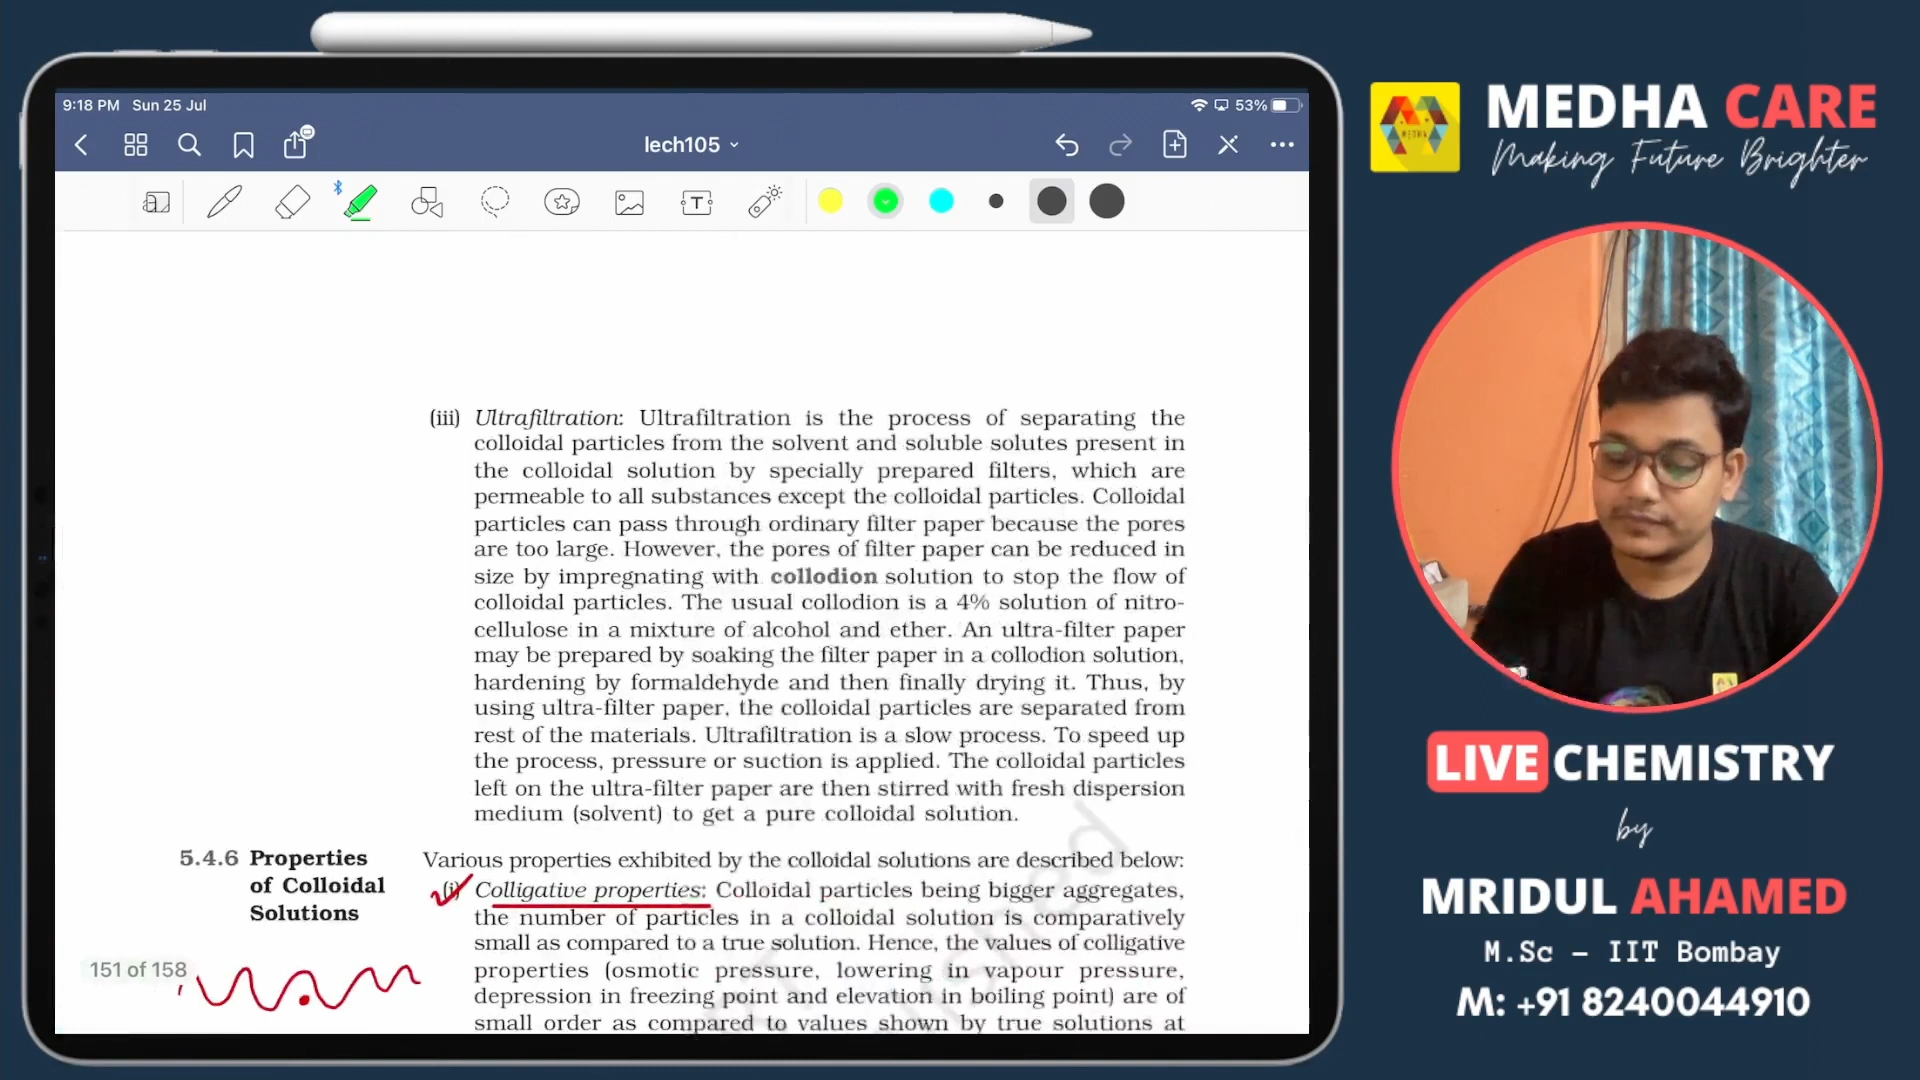 9:18 PM Sun 25 Jul
53%
lech105
T
MEDHA CARE
Making Future Brighter
MEDHA
(iii) Ultrafiltration: Ultrafiltration is the process of separating the
colloidal particles from the solvent and soluble solutes present in
the colloidal solution by specially prepared filters, which are
permeable to all substances except the colloidal particles. Colloidal
particles can pass through ordinary filter paper because the pores
are too large. However, the pores of filter paper can be reduced in
size by impregnating with collodion solution to stop the flow of
colloidal particles. The usual collodion is a 4% solution of nitro-
cellulose in a mixture of alcohol and ether. An ultra-filter paper
may be prepared by soaking the filter paper in a collodion solution,
hardening by formaldehyde and then finally drying it. Thus, by
using ultra-filter paper, the colloidal particles are separated from
rest of the materials. Ultrafiltration is a slow process. To speed up
the process, pressure or suction is applied. The colloidal particles
left on the ultra-filter paper are then stirred with fresh dispersion
medium (solvent) to get a pure colloidal solution.
5.4.6 Properties
of Colloidal
Solutions
Various properties exhibited by the colloidal solutions are described below:
(i) Colligative properties: Colloidal particles being bigger aggregates,
the number of particles in a colloidal solution is comparatively
small as compared to a true solution. Hence, the values of colligative
properties (osmotic pressure, lowering in vapour pressure,
depression in freezing point and elevation in boiling point) are of
small order as compared to values shown by true solutions at
151 of 158
LIVE CHEMISTRY
by
MRIDUL AHAMED
M.Sc – IIT Bombay
M: +91 8240044910